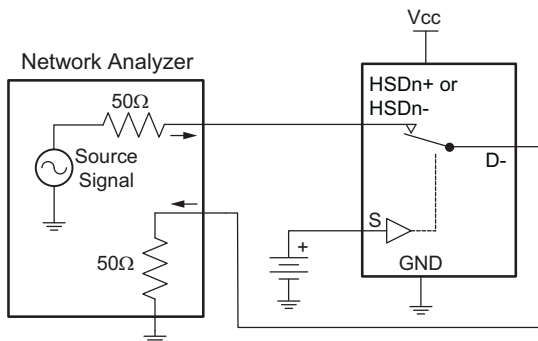 Vcc
Network Analyzer
HSDn+ or
HSDn-
50Ω
Source
Signal
D-
S
+
50Ω
GND